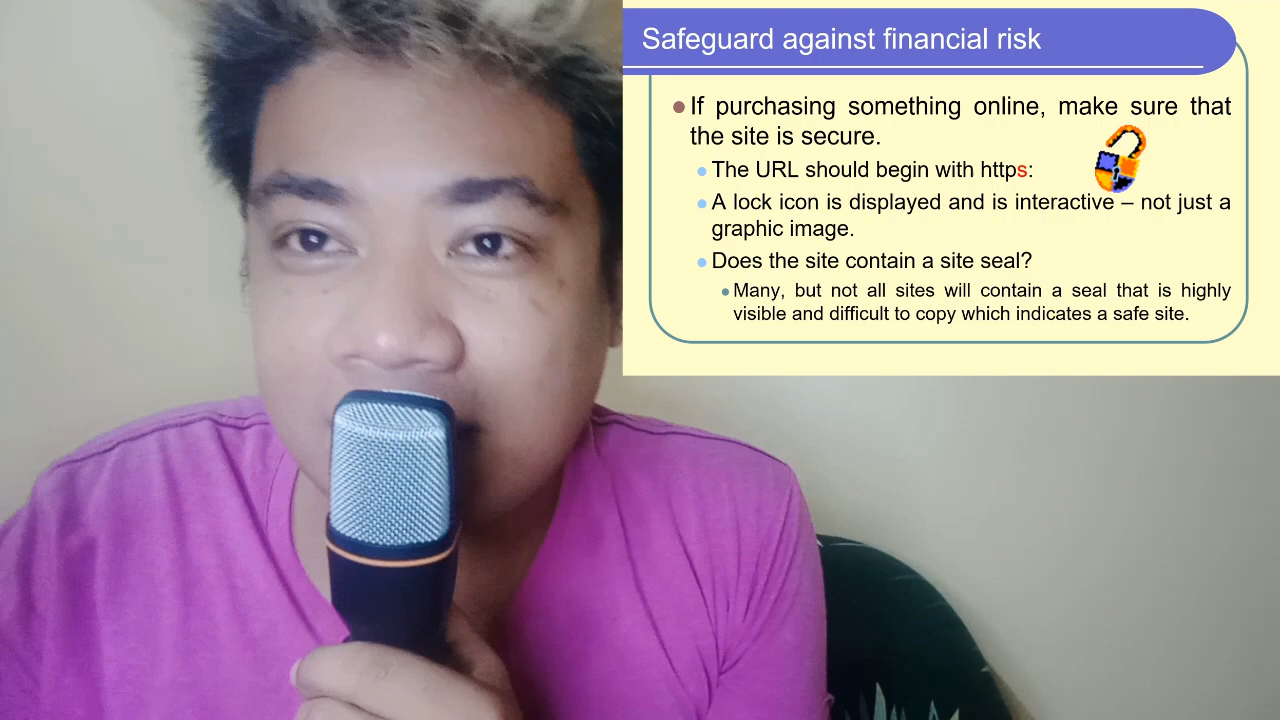 Safeguard against financial risk
If purchasing something online, make sure that
the site is secure.
The URL should begin with https:
A lock icon is displayed and is interactive – not just a
graphic image.
Does the site contain a site seal?
Many, but not all sites will contain a seal that is highly
visible and difficult to copy which indicates a safe site.